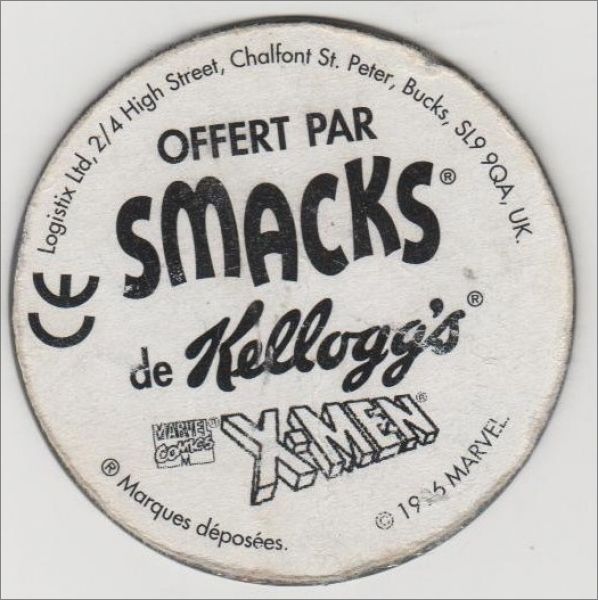 Logistix Ltd, 2/4 High Street, Chalfont St. Peter, Bucks, SL9 9QA, UK.
CE
OFFERT PAR
SMACKS®
de Kellogg's®
MARVEL COMICS
X-MEN®
® Marques déposées.
© MARVEL.